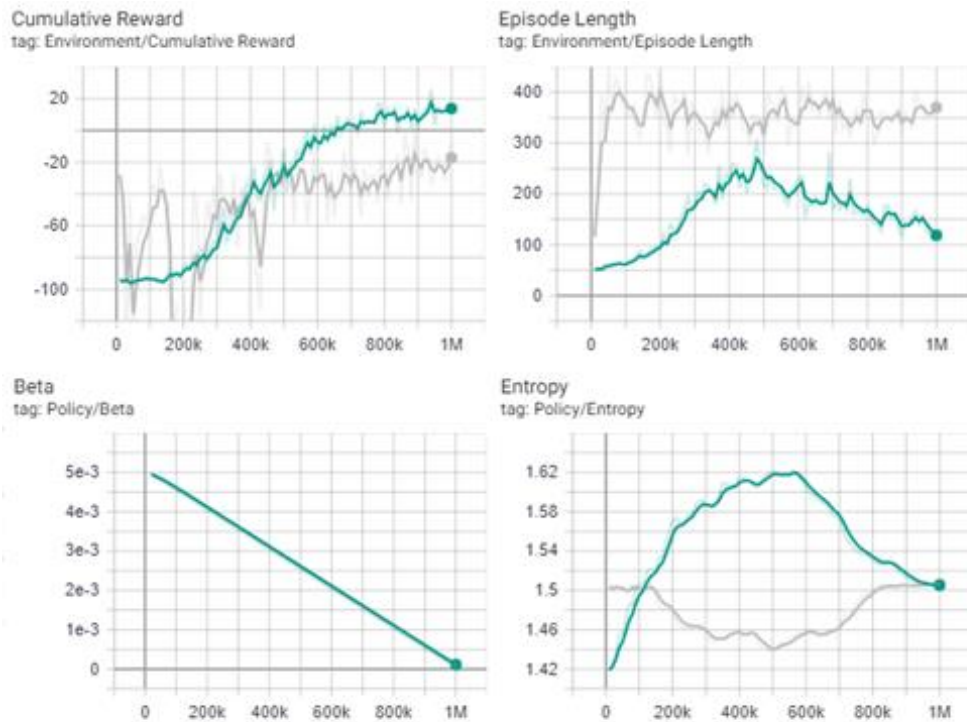 Cumulative Reward
tag: Environment/Cumulative Reward
20
-20
-60
-100
0 200k 400k 600k 800k 1M
Episode Length
tag: Environment/Episode Length
400
300
200
100
0
0 200k 400k 600k 800k 1M
Beta
tag: Policy/Beta
5e-3
4e-3
3e-3
2e-3
1e-3
0
0 200k 400k 600k 800k 1M
Entropy
tag: Policy/Entropy
1.62
1.58
1.54
1.5
1.46
1.42
0 200k 400k 600k 800k 1M